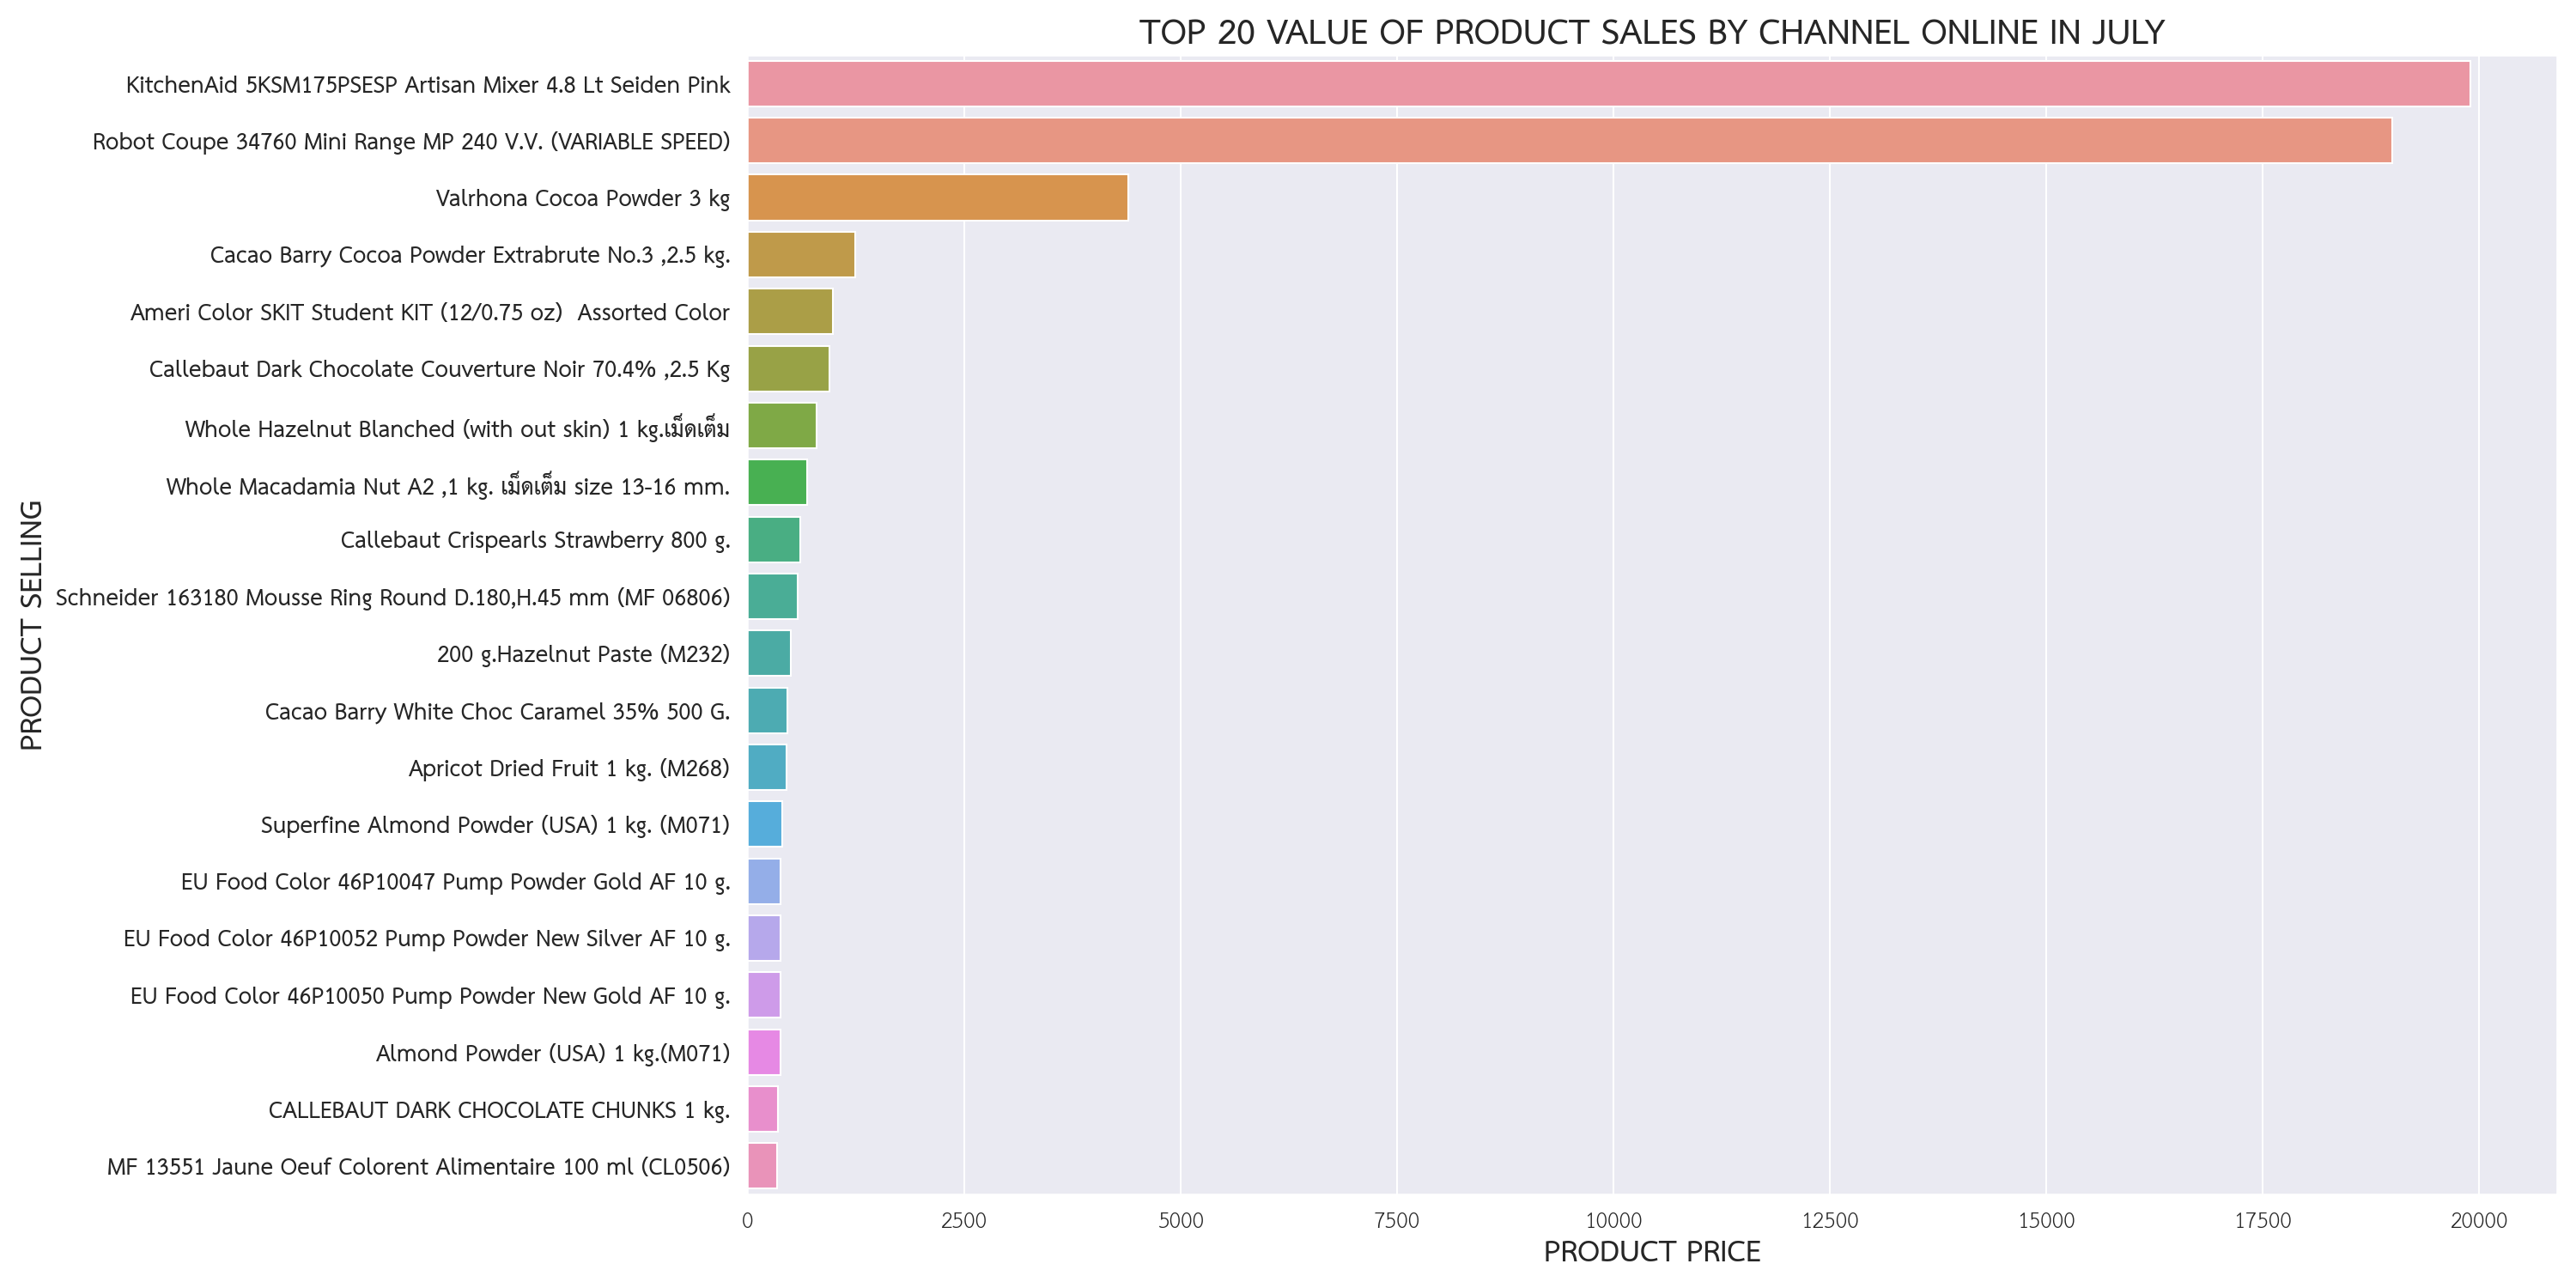 TOP 20 VALUE OF PRODUCT SALES BY CHANNEL ONLINE IN JULY
PRODUCT SELLING
KitchenAid 5KSM175PSESP Artisan Mixer 4.8 Lt Seiden Pink
Robot Coupe 34760 Mini Range MP 240 V.V. (VARIABLE SPEED)
Valrhona Cocoa Powder 3 kg
Cacao Barry Cocoa Powder Extrabrute No.3 ,2.5 kg.
Ameri Color SKIT Student KIT (12/0.75 oz)  Assorted Color
Callebaut Dark Chocolate Couverture Noir 70.4% ,2.5 Kg
Whole Hazelnut Blanched (with out skin) 1 kg.เม็ดเต็ม
Whole Macadamia Nut A2 ,1 kg. เม็ดเต็ม size 13-16 mm.
Callebaut Crispearls Strawberry 800 g.
Schneider 163180 Mousse Ring Round D.180,H.45 mm (MF 06806)
200 g.Hazelnut Paste (M232)
Cacao Barry White Choc Caramel 35% 500 G.
Apricot Dried Fruit 1 kg. (M268)
Superfine Almond Powder (USA) 1 kg. (M071)
EU Food Color 46P10047 Pump Powder Gold AF 10 g.
EU Food Color 46P10052 Pump Powder New Silver AF 10 g.
EU Food Color 46P10050 Pump Powder New Gold AF 10 g.
Almond Powder (USA) 1 kg.(M071)
CALLEBAUT DARK CHOCOLATE CHUNKS 1 kg.
MF 13551 Jaune Oeuf Colorent Alimentaire 100 ml (CL0506)
0 2500 5000 7500 10000 12500 15000 17500 20000
PRODUCT PRICE